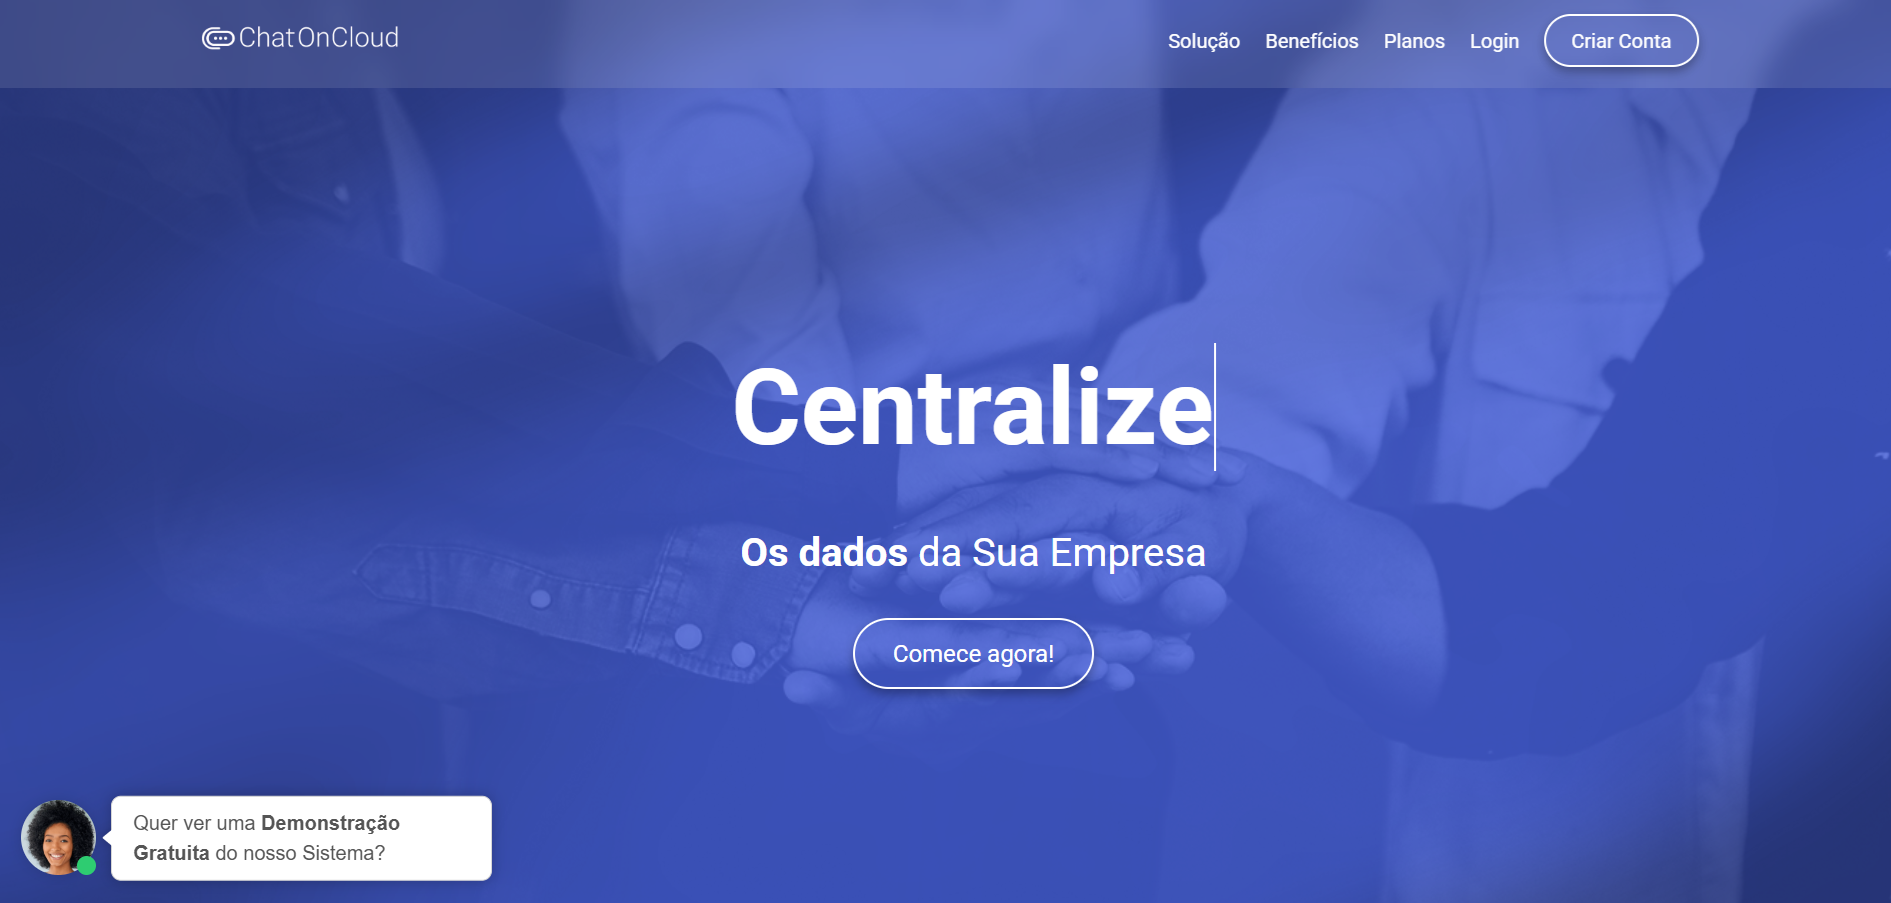 ChatOnCloud
Solução Benefícios Planos Login Criar Conta
Centralize
Os dados da Sua Empresa
Comece agora!
Quer ver uma Demonstração
Gratuita do nosso Sistema?